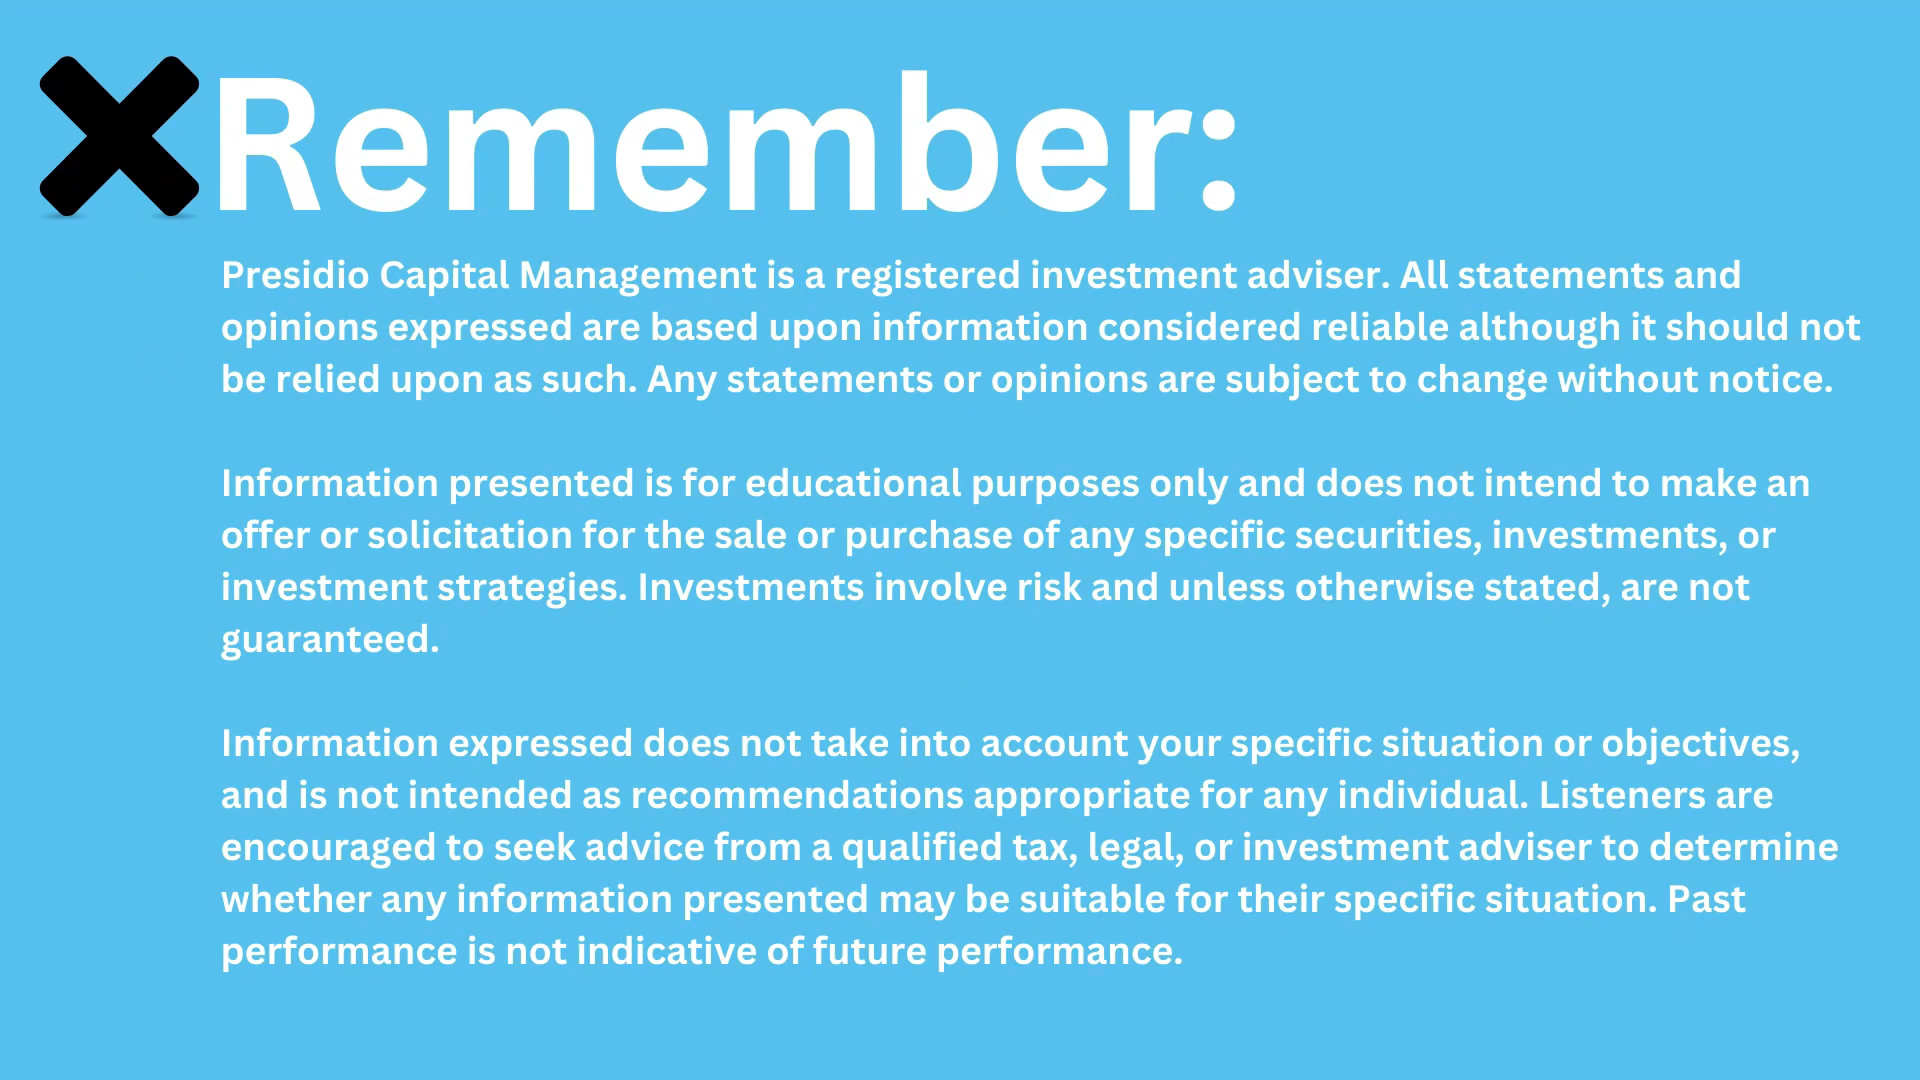 Remember:
Presidio Capital Management is a registered investment adviser. All statements and
opinions expressed are based upon information considered reliable although it should not
be relied upon as such. Any statements or opinions are subject to change without notice.
Information presented is for educational purposes only and does not intend to make an
offer or solicitation for the sale or purchase of any specific securities, investments, or
investment strategies. Investments involve risk and unless otherwise stated, are not
guaranteed.
Information expressed does not take into account your specific situation or objectives,
and is not intended as recommendations appropriate for any individual. Listeners are
encouraged to seek advice from a qualified tax, legal, or investment adviser to determine
whether any information presented may be suitable for their specific situation. Past
performance is not indicative of future performance.